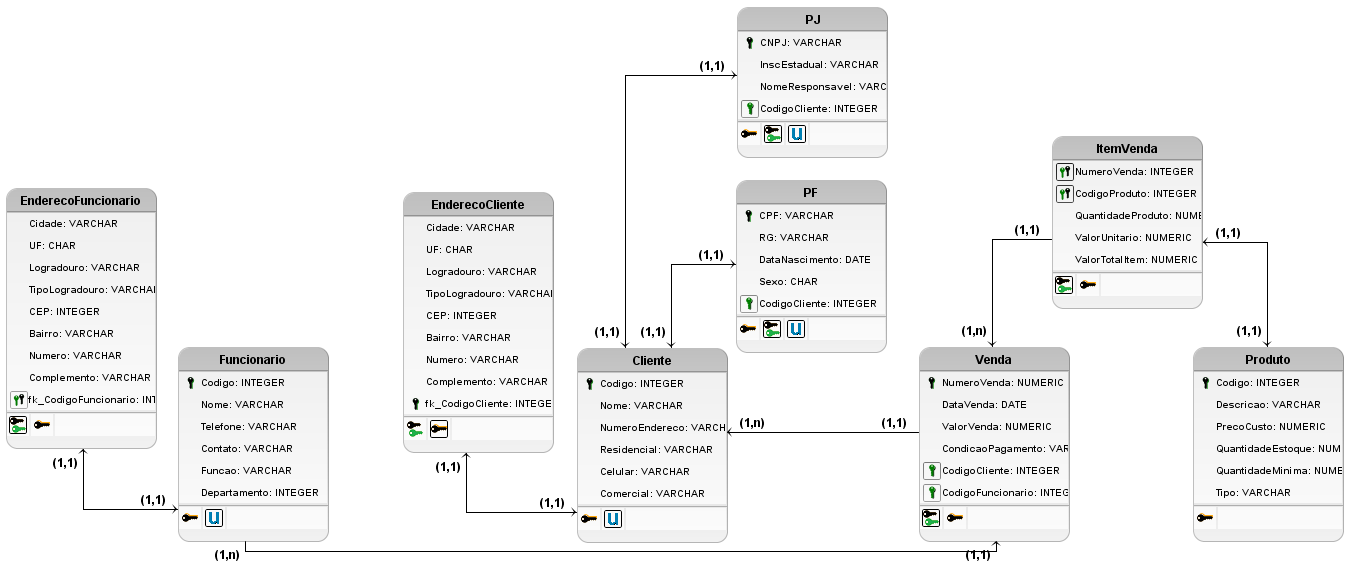 PJ
CNPJ: VARCHAR
InscEstadual: VARCHAR
NomeResponsavel: VARC
CodigoCliente: INTEGER
U
(1,1)
PF
CPF: VARCHAR
RG: VARCHAR
DataNascimento: DATE
Sexo: CHAR
CodigoCliente: INTEGER
U
(1,1)
ItemVenda
NumeroVenda: INTEGER
CodigoProduto: INTEGER
QuantidadeProduto: NUME
ValorUnitario: NUMERIC
ValorTotalItem: NUMERIC
(1,1)
(1,1)
EnderecoFuncionario
Cidade: VARCHAR
UF: CHAR
Logradouro: VARCHAR
TipoLogradouro: VARCHAI
CEP: INTEGER
Bairro: VARCHAR
Numero: VARCHAR
Complemento: VARCHAR
fk_CodigoFuncionario: INT
(1,1)
(1,1)
EnderecoCliente
Cidade: VARCHAR
UF: CHAR
Logradouro: VARCHAR
TipoLogradouro: VARCHAI
CEP: INTEGER
Bairro: VARCHAR
Numero: VARCHAR
Complemento: VARCHAR
fk_CodigoCliente: INTEGE
(1,1)
(1,1)
Funcionario
Codigo: INTEGER
Nome: VARCHAR
Telefone: VARCHAR
Contato: VARCHAR
Funcao: VARCHAR
Departamento: INTEGER
U
(1,n)
(1,1)
(1,1)
(1,1)
Cliente
Codigo: INTEGER
Nome: VARCHAR
NumeroEndereco: VARCH
Residencial: VARCHAR
Celular: VARCHAR
Comercial: VARCHAR
U
(1,n)
(1,1)
(1,n)
Venda
NumeroVenda: NUMERIC
DataVenda: DATE
ValorVenda: NUMERIC
CondicaoPagamento: VAR
CodigoCliente: INTEGER
CodigoFuncionario: INTEG
(1,1)
Produto
Codigo: INTEGER
Descricao: VARCHAR
PrecoCusto: NUMERIC
QuantidadeEstoque: NUM
QuantidadeMinima: NUME
Tipo: VARCHAR